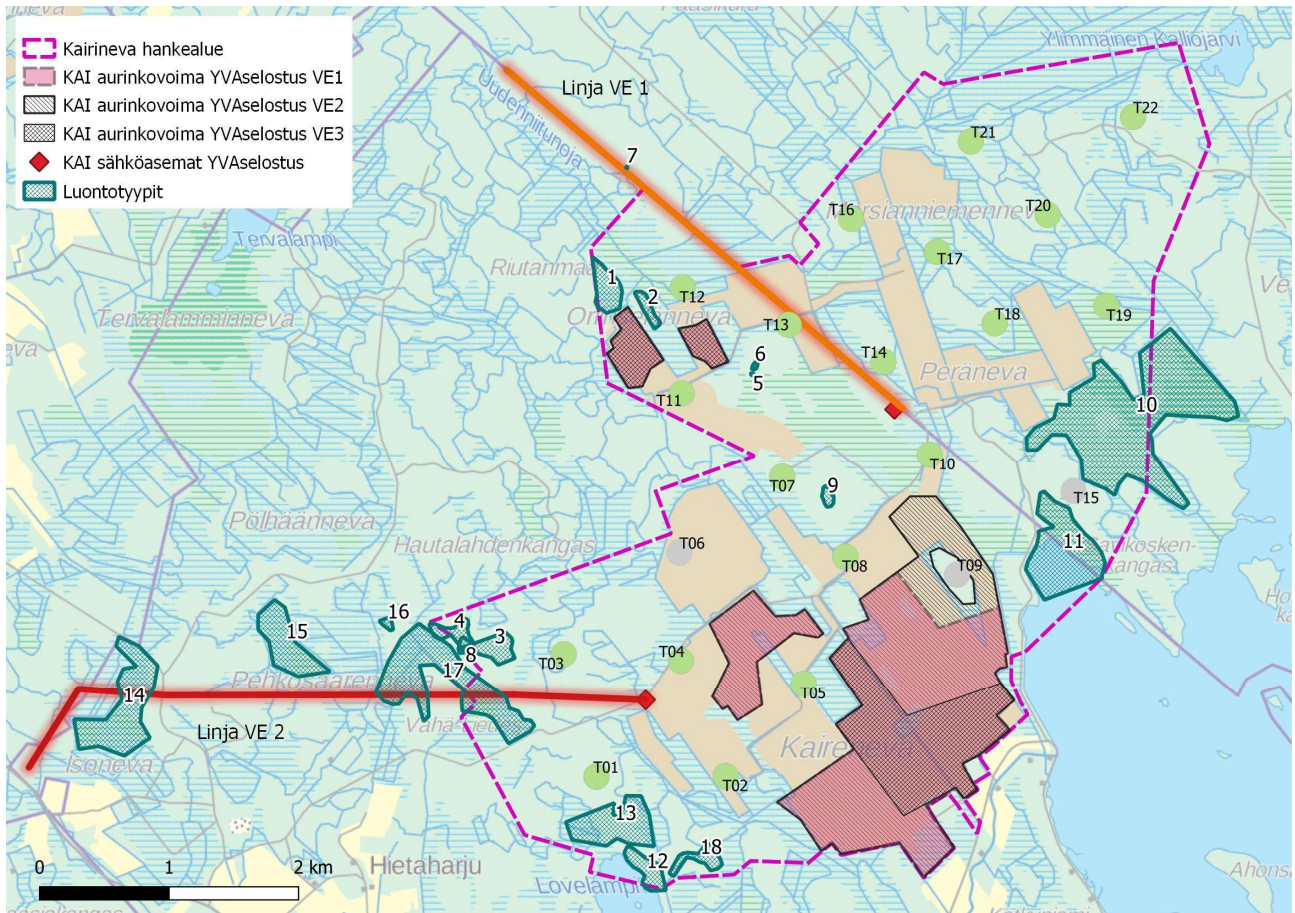 Kairineva hankealue
KAI aurinkovoima YVAselostus VE1
KAI aurinkovoima YVAselostus VE2
KAI aurinkovoima YVAselostus VE3
KAI sähköasemat YVAselostus
Luontotyypit
Linja VE 1
Uudenniitunoja
Ylimmäinen Kalliojärvi
7
T22
T21
T20
T16
T17
Tervalampi
Riutanmaa
1
2
T12
T13
T18
T19
Tervalamminneva
T14
Peräneva
6
5
T11
10
T10
T07
9
T15
Pölhäänneva
Hautalahdenkangas
T06
T08
T09
11
16
4
15
3
8
T03
T04
17
T05
14
Pehkosaarenneva
Linja VE 2
Isoneva
T01
T02
13
18
12
0 1 2 km
Hietaharju
Lovelampi